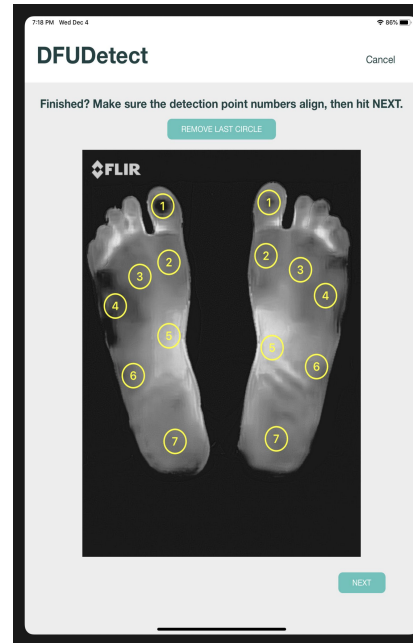 7:18 PM Wed Dec 4
86%
DFUDetect
Cancel
Finished? Make sure the detection point numbers align, then hit NEXT.
REMOVE LAST CIRCLE
FLIR
1
1
2
2
3
3
4
4
5
5
6
6
7
7
NEXT